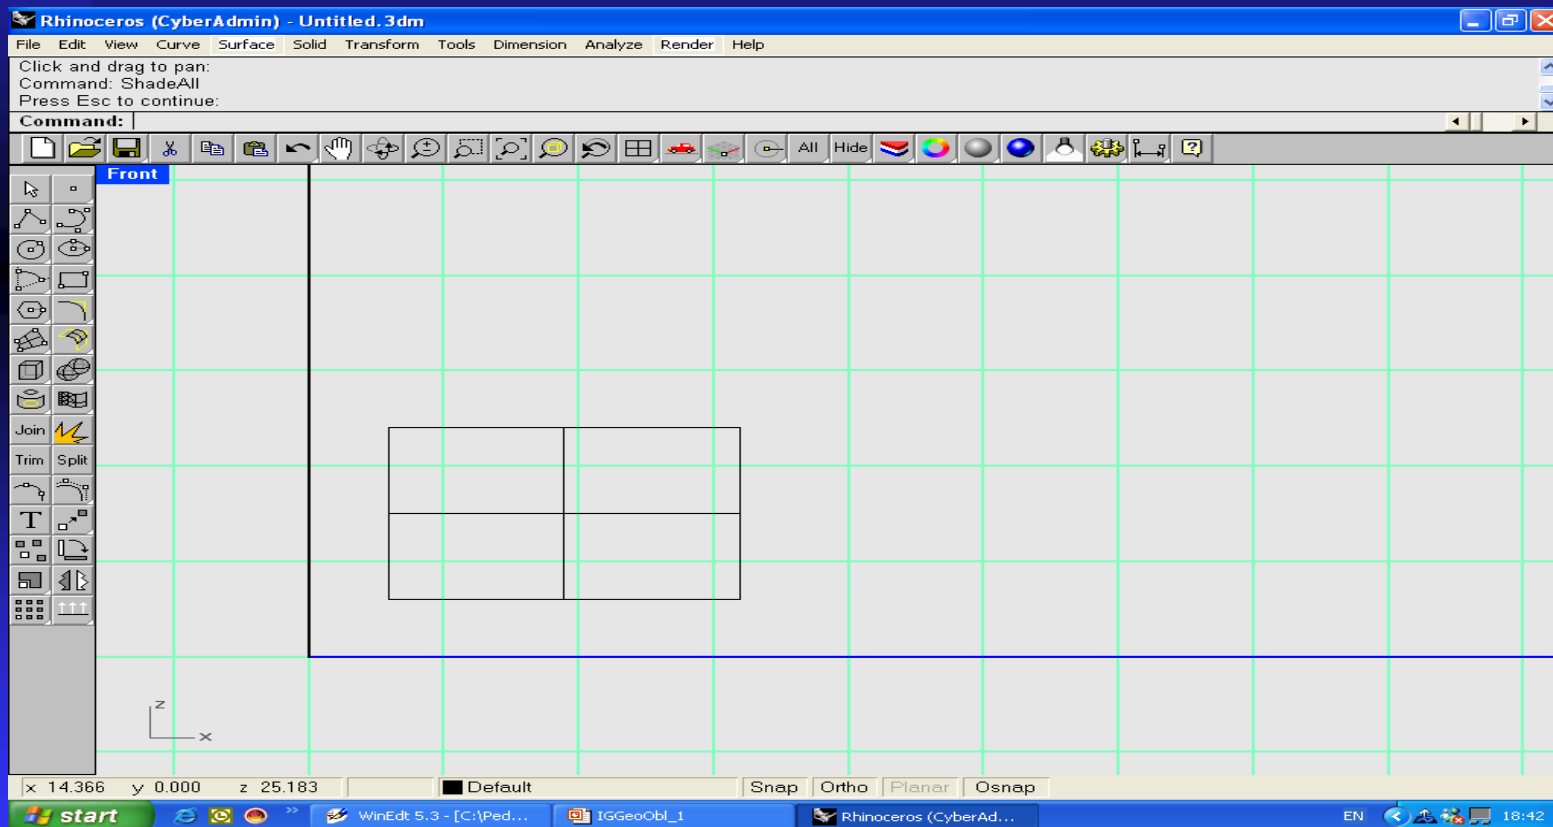 Rhinoceros (CyberAdmin) - Untitled.3dm
File Edit View Curve Surface Solid Transform Tools Dimension Analyze Render Help
Click and drag to pan:
Command: ShadeAll
Press Esc to continue:
Command:
All Hide
Front
Join
Trim Split
T
z
x
x 14.366 y 0.000 z 25.183 Default Snap Ortho Planar Osnap
start » WinEdt 5.3 - [C:\Ped... IGGeoObl_1 Rhinoceros (CyberAd... EN 18:42